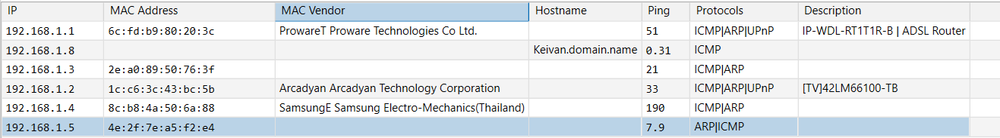 IP MAC Address MAC Vendor Hostname Ping Protocols Description
192.168.1.1 6c:fd:b9:80:20:3c ProwareT Proware Technologies Co Ltd. 51 ICMP|ARP|UPnP IP-WDL-RT1T1R-B | ADSL Router
192.168.1.8 Keivan.domain.name 0.31 ICMP
192.168.1.3 2e:a0:89:50:76:3f 21 ICMP|ARP
192.168.1.2 1c:c6:3c:43:bc:5b Arcadyan Arcadyan Technology Corporation 33 ICMP|ARP|UPnP [TV]42LM66100-TB
192.168.1.4 8c:b8:4a:50:6a:88 SamsungE Samsung Electro-Mechanics(Thailand) 190 ICMP|ARP
192.168.1.5 4e:2f:7e:a5:f2:e4 7.9 ARP|ICMP